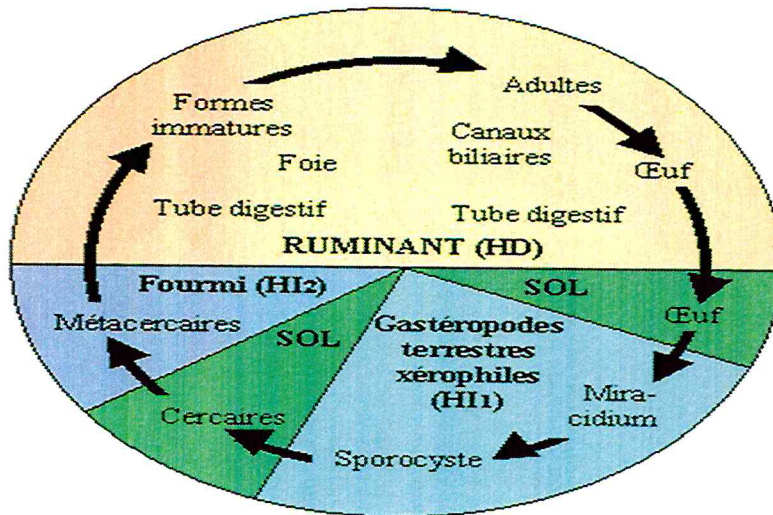 Formes
immatures
Adultes
Foie
Canaux
biliaires
Œuf
Tube digestif
Tube digestif
RUMINANT (HD)
Fourmi (HI2)
Métacercaires
SOL
SOL
Œuf
Gastéropodes
terrestres
xérophiles
(HI1)
Mira-
cidium
Cercaires
Sporocyste